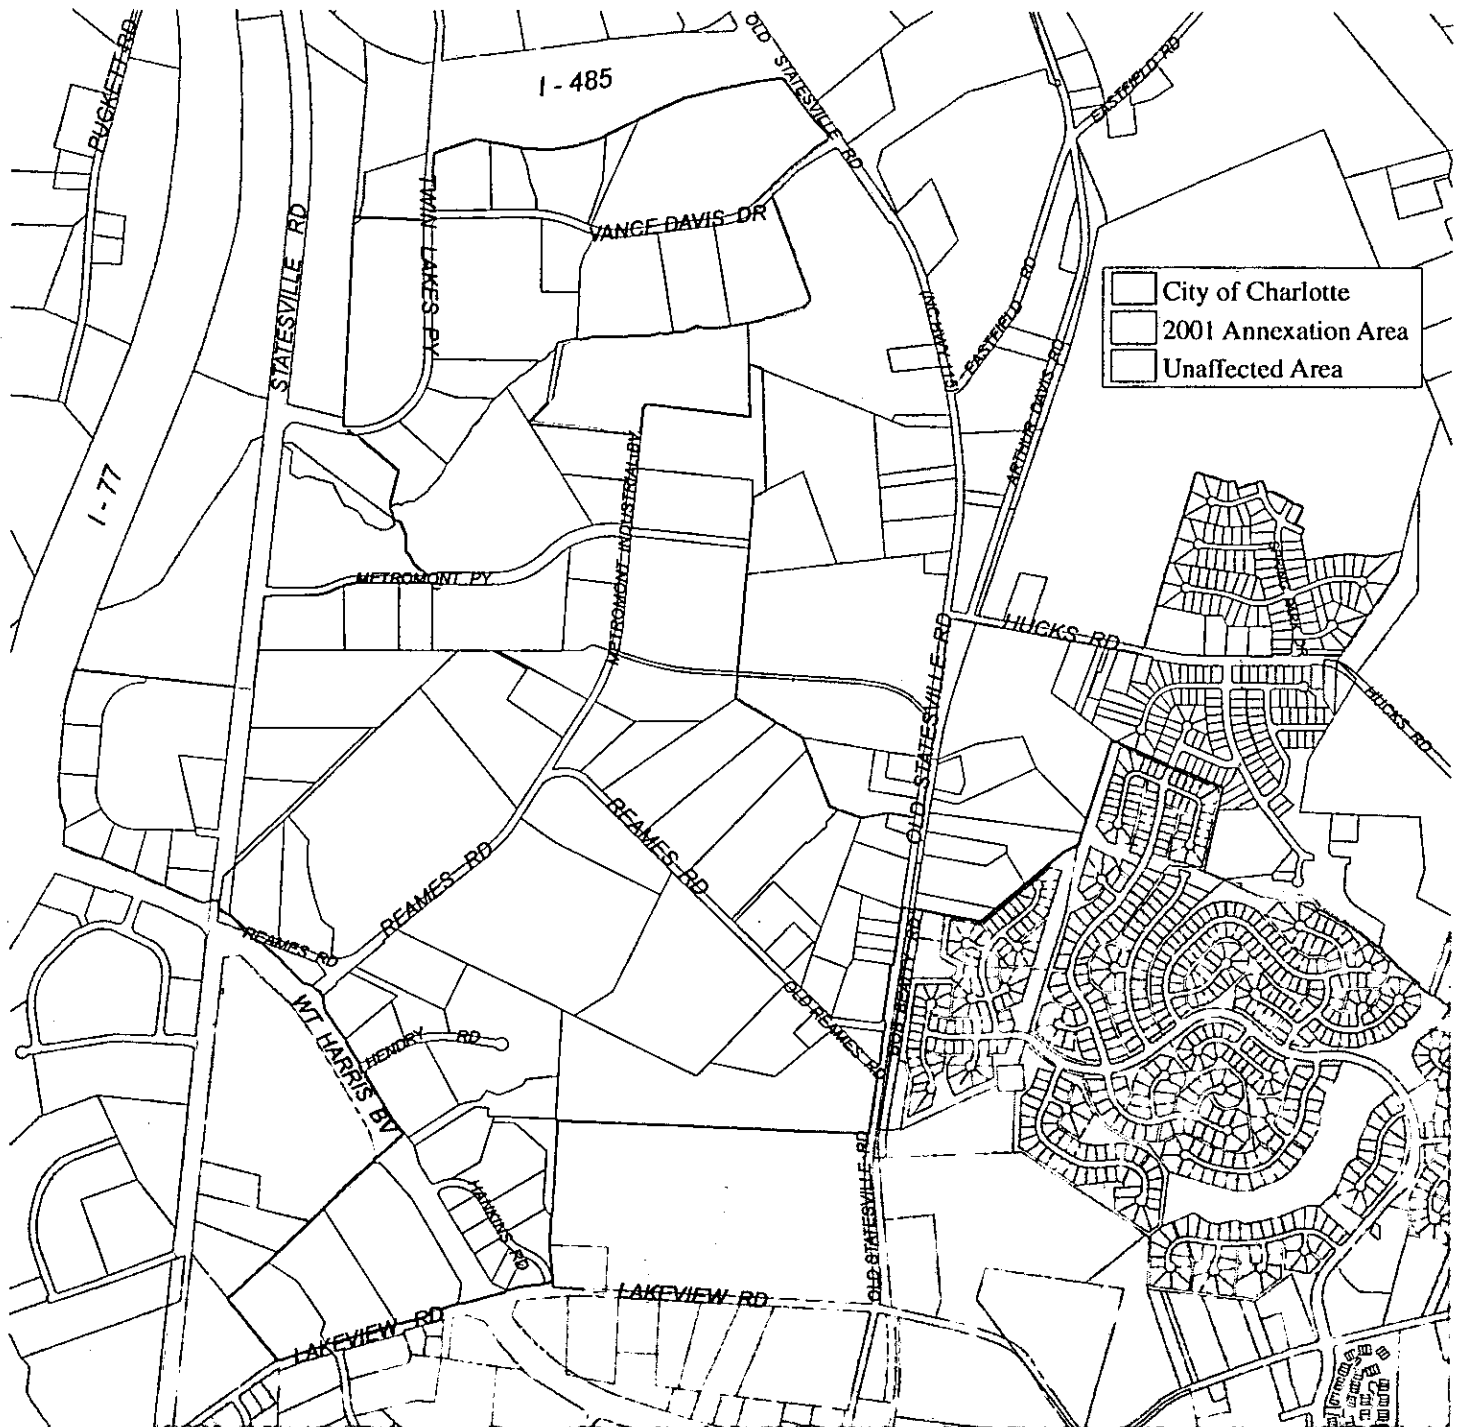 PUCKETT RD
I - 485
OLD STATESVILLE RD
EASTFIELD RD
STATESVILLE RD
TWIN LAKES PY
VANCE DAVIS DR
City of Charlotte
2001 Annexation Area
Unaffected Area
EASTFIELD RD
ARTHUR DAVIS RD
I - 77
METROMONT INDUSTRIAL BV
METROMONT PY
HUCKS RD
HUCKS RD
OLD STATESVILLE RD
REAMES RD
REAMES RD
REAMES RD
OLD REAMES RD
WT HARRIS BV
HENDRY RD
HANKINS RD
OLD STATESVILLE RD
LAKEVIEW RD
LAKEVIEW RD